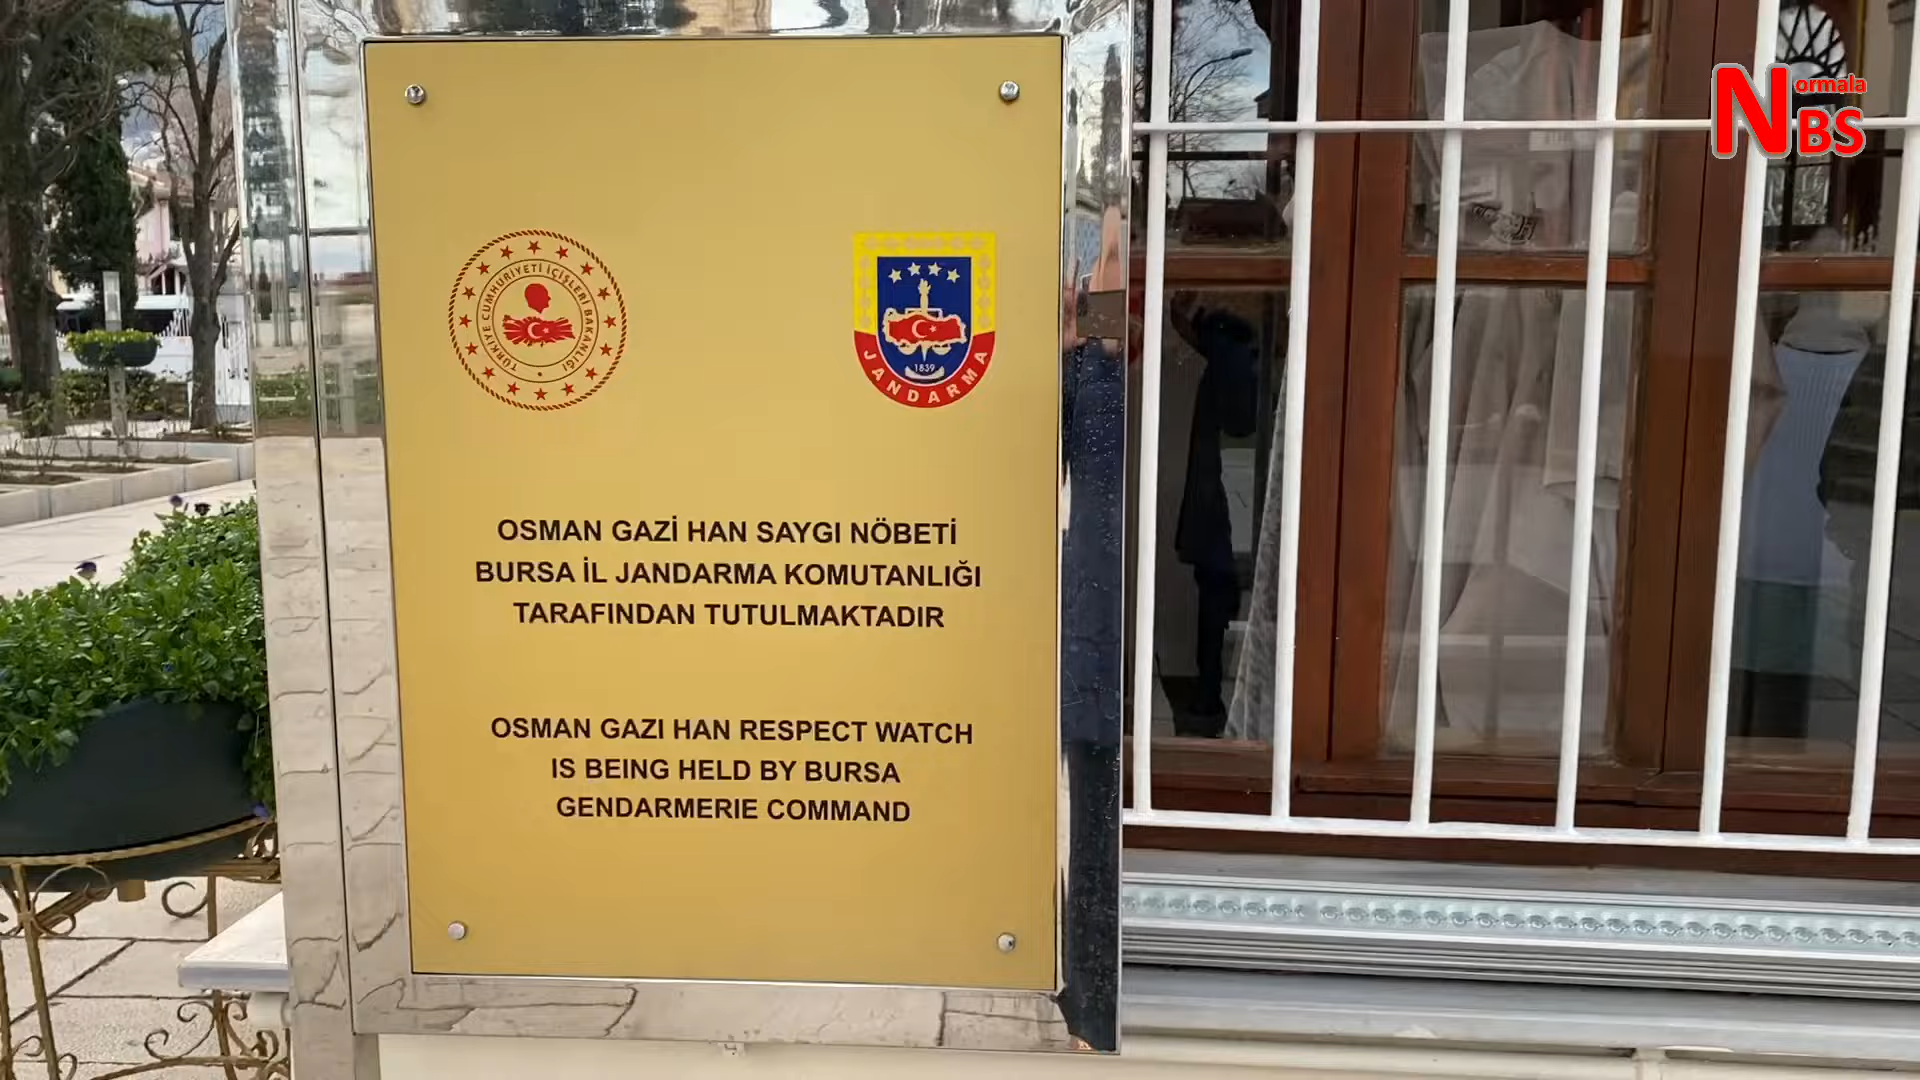 Normala
NBS
TÜRKİYE CUMHURİYETİ İÇİŞLERİ BAKANLIĞI
1839
JANDARMA
OSMAN GAZİ HAN SAYGI NÖBETİ
BURSA İL JANDARMA KOMUTANLIĞI
TARAFINDAN TUTULMAKTADIR
OSMAN GAZI HAN RESPECT WATCH
IS BEING HELD BY BURSA
GENDARMERIE COMMAND